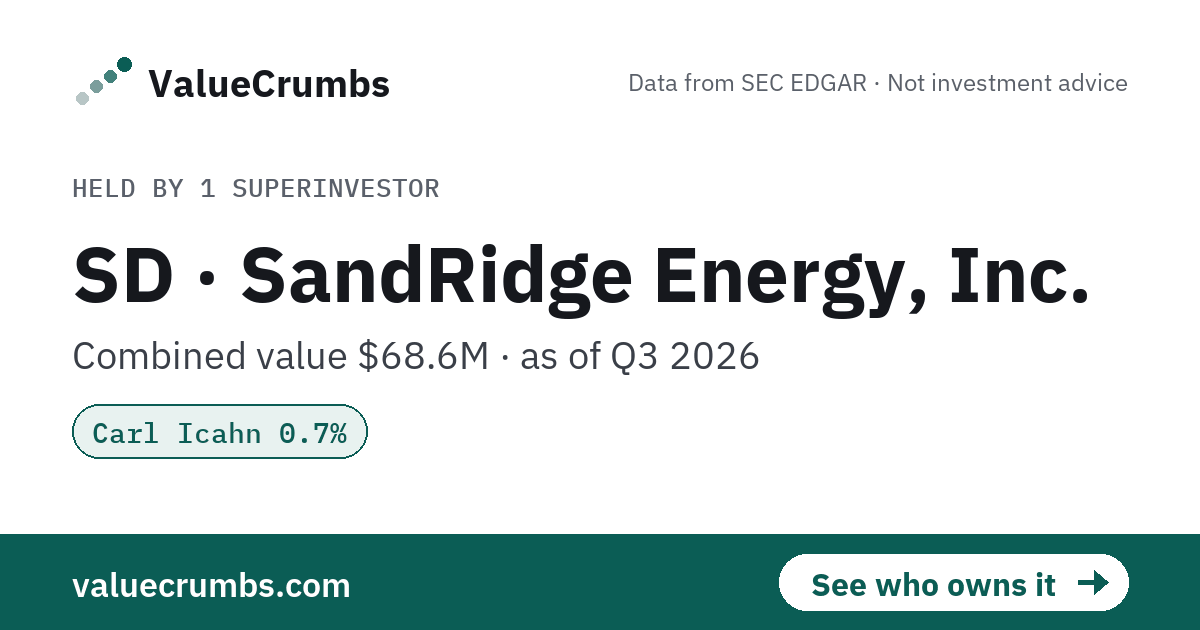 ValueCrumbs
Data from SEC EDGAR · Not investment advice
HELD BY 1 SUPERINVESTOR
SD · SandRidge Energy, Inc.
Combined value $68.6M · as of Q3 2026
Carl Icahn 0.7%
valuecrumbs.com
See who owns it →